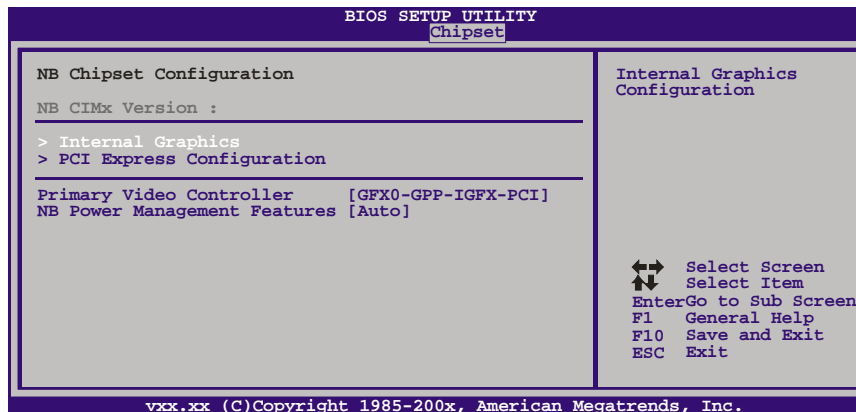 BIOS SETUP UTILITY
Chipset
NB Chipset Configuration
NB CIMx Version :
> Internal Graphics
> PCI Express Configuration
Primary Video Controller [GFX0-GPP-IGFX-PCI]
NB Power Management Features [Auto]
Internal Graphics
Configuration
Select Screen
Select Item
EnterGo to Sub Screen
F1 General Help
F10 Save and Exit
ESC Exit
vxx.xx (C)Copyright 1985-200x, American Megatrends, Inc.